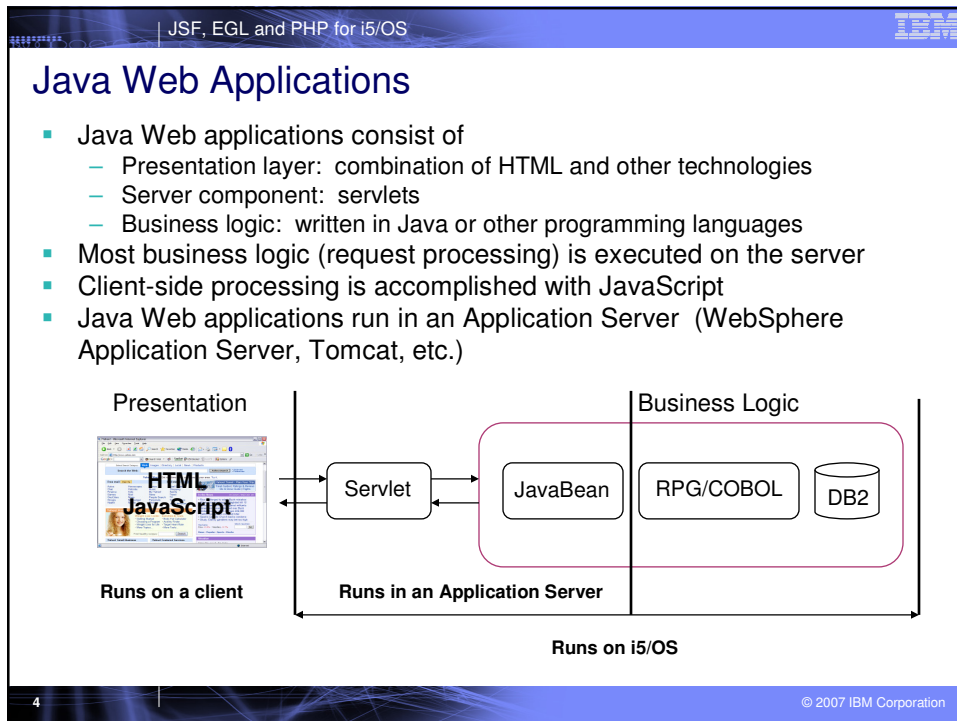 JSF, EGL and PHP for i5/OS
IBM
Java Web Applications
▪ Java Web applications consist of
– Presentation layer: combination of HTML and other technologies
– Server component: servlets
– Business logic: written in Java or other programming languages
▪ Most business logic (request processing) is executed on the server
▪ Client-side processing is accomplished with JavaScript
▪ Java Web applications run in an Application Server (WebSphere
Application Server, Tomcat, etc.)
Presentation
Business Logic
HTML
JavaScript
Servlet
JavaBean
RPG/COBOL
DB2
Runs on a client
Runs in an Application Server
Runs on i5/OS
4
© 2007 IBM Corporation